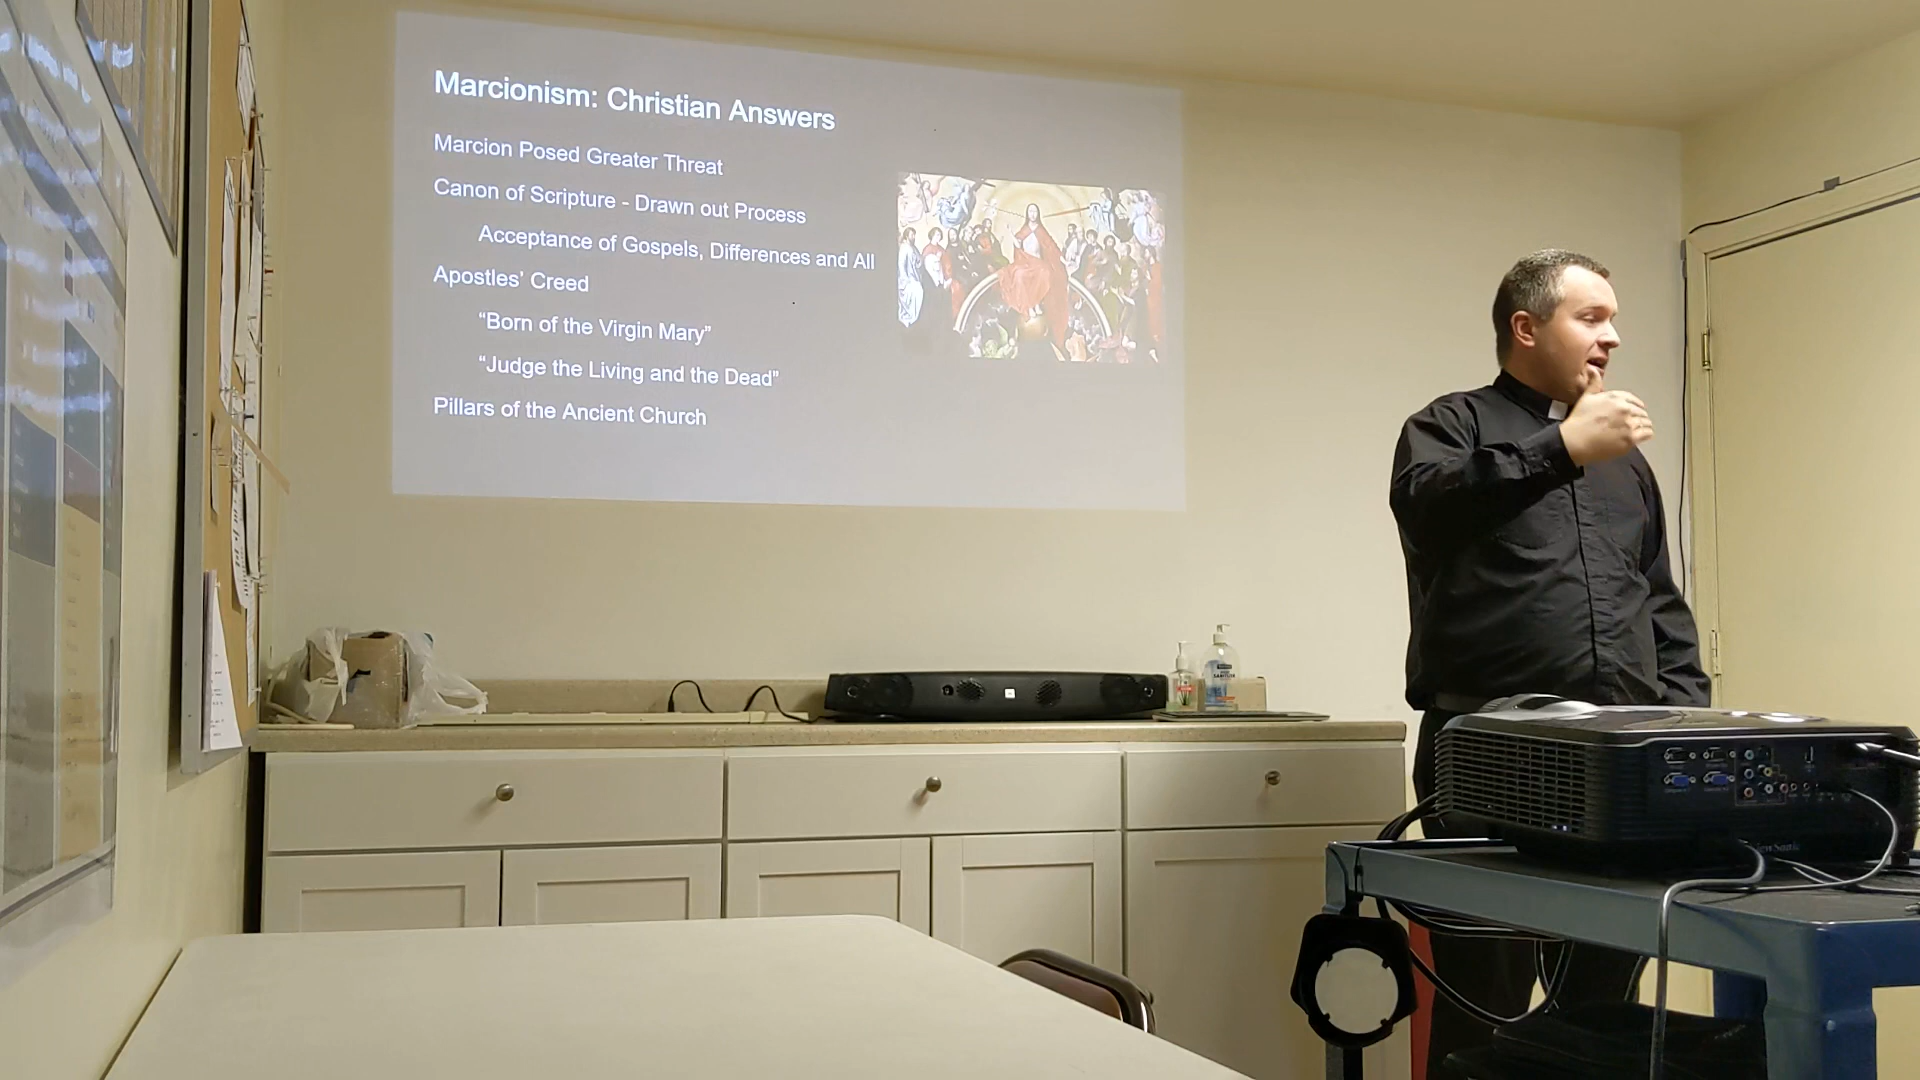 Marcionism: Christian Answers
Marcion Posed Greater Threat
Canon of Scripture - Drawn out Process
Acceptance of Gospels, Differences and All
Apostles' Creed
“Born of the Virgin Mary”
“Judge the Living and the Dead”
Pillars of the Ancient Church
ViewSonic